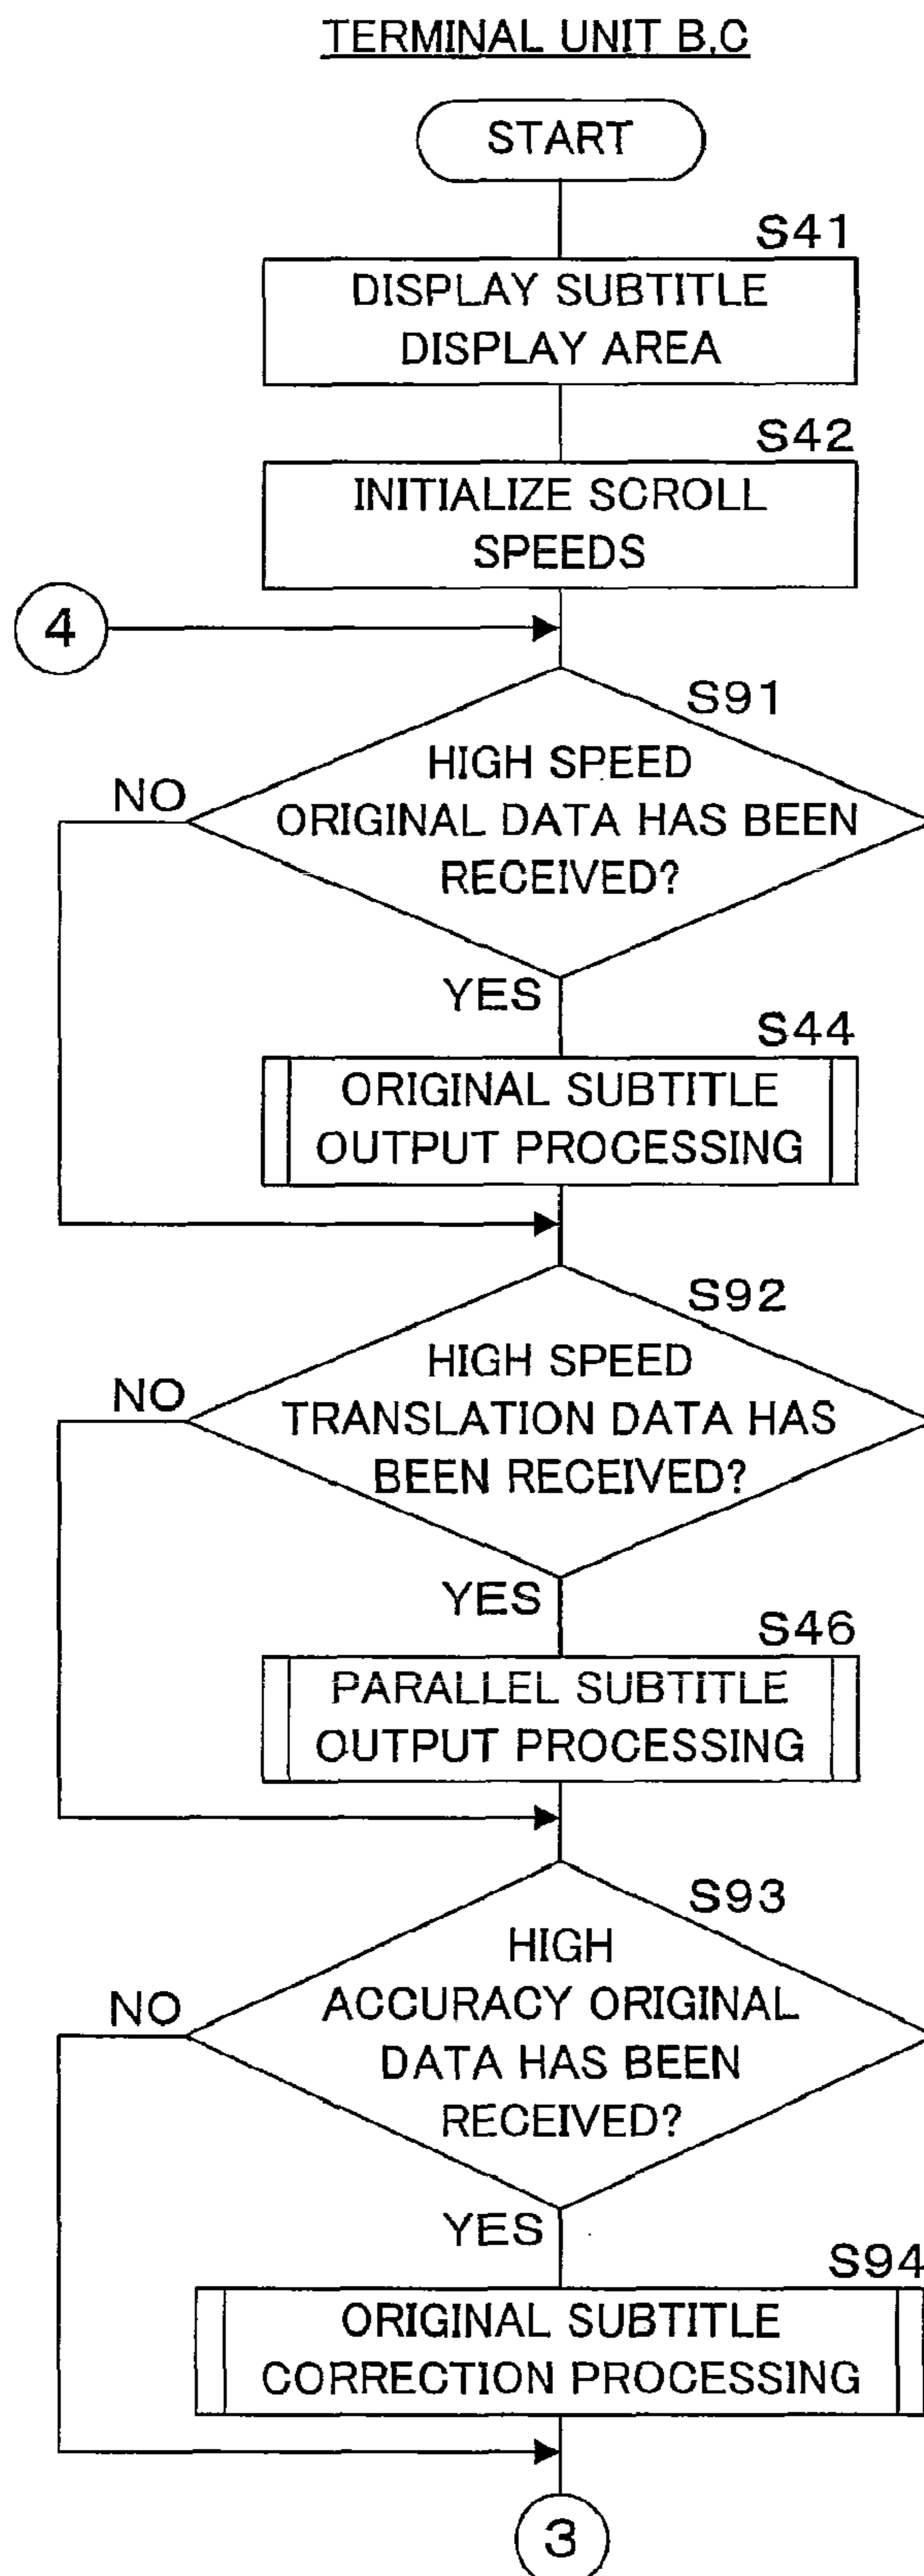 TERMINAL UNIT B,C
START
S41
DISPLAY SUBTITLE
DISPLAY AREA
S42
INITIALIZE SCROLL
SPEEDS
4
S91
HIGH SPEED
ORIGINAL DATA HAS BEEN
RECEIVED?
NO
YES
S44
ORIGINAL SUBTITLE
OUTPUT PROCESSING
S92
HIGH SPEED
TRANSLATION DATA HAS
BEEN RECEIVED?
NO
YES
S46
PARALLEL SUBTITLE
OUTPUT PROCESSING
S93
HIGH
ACCURACY ORIGINAL
DATA HAS BEEN
RECEIVED?
NO
YES
S94
ORIGINAL SUBTITLE
CORRECTION PROCESSING
3